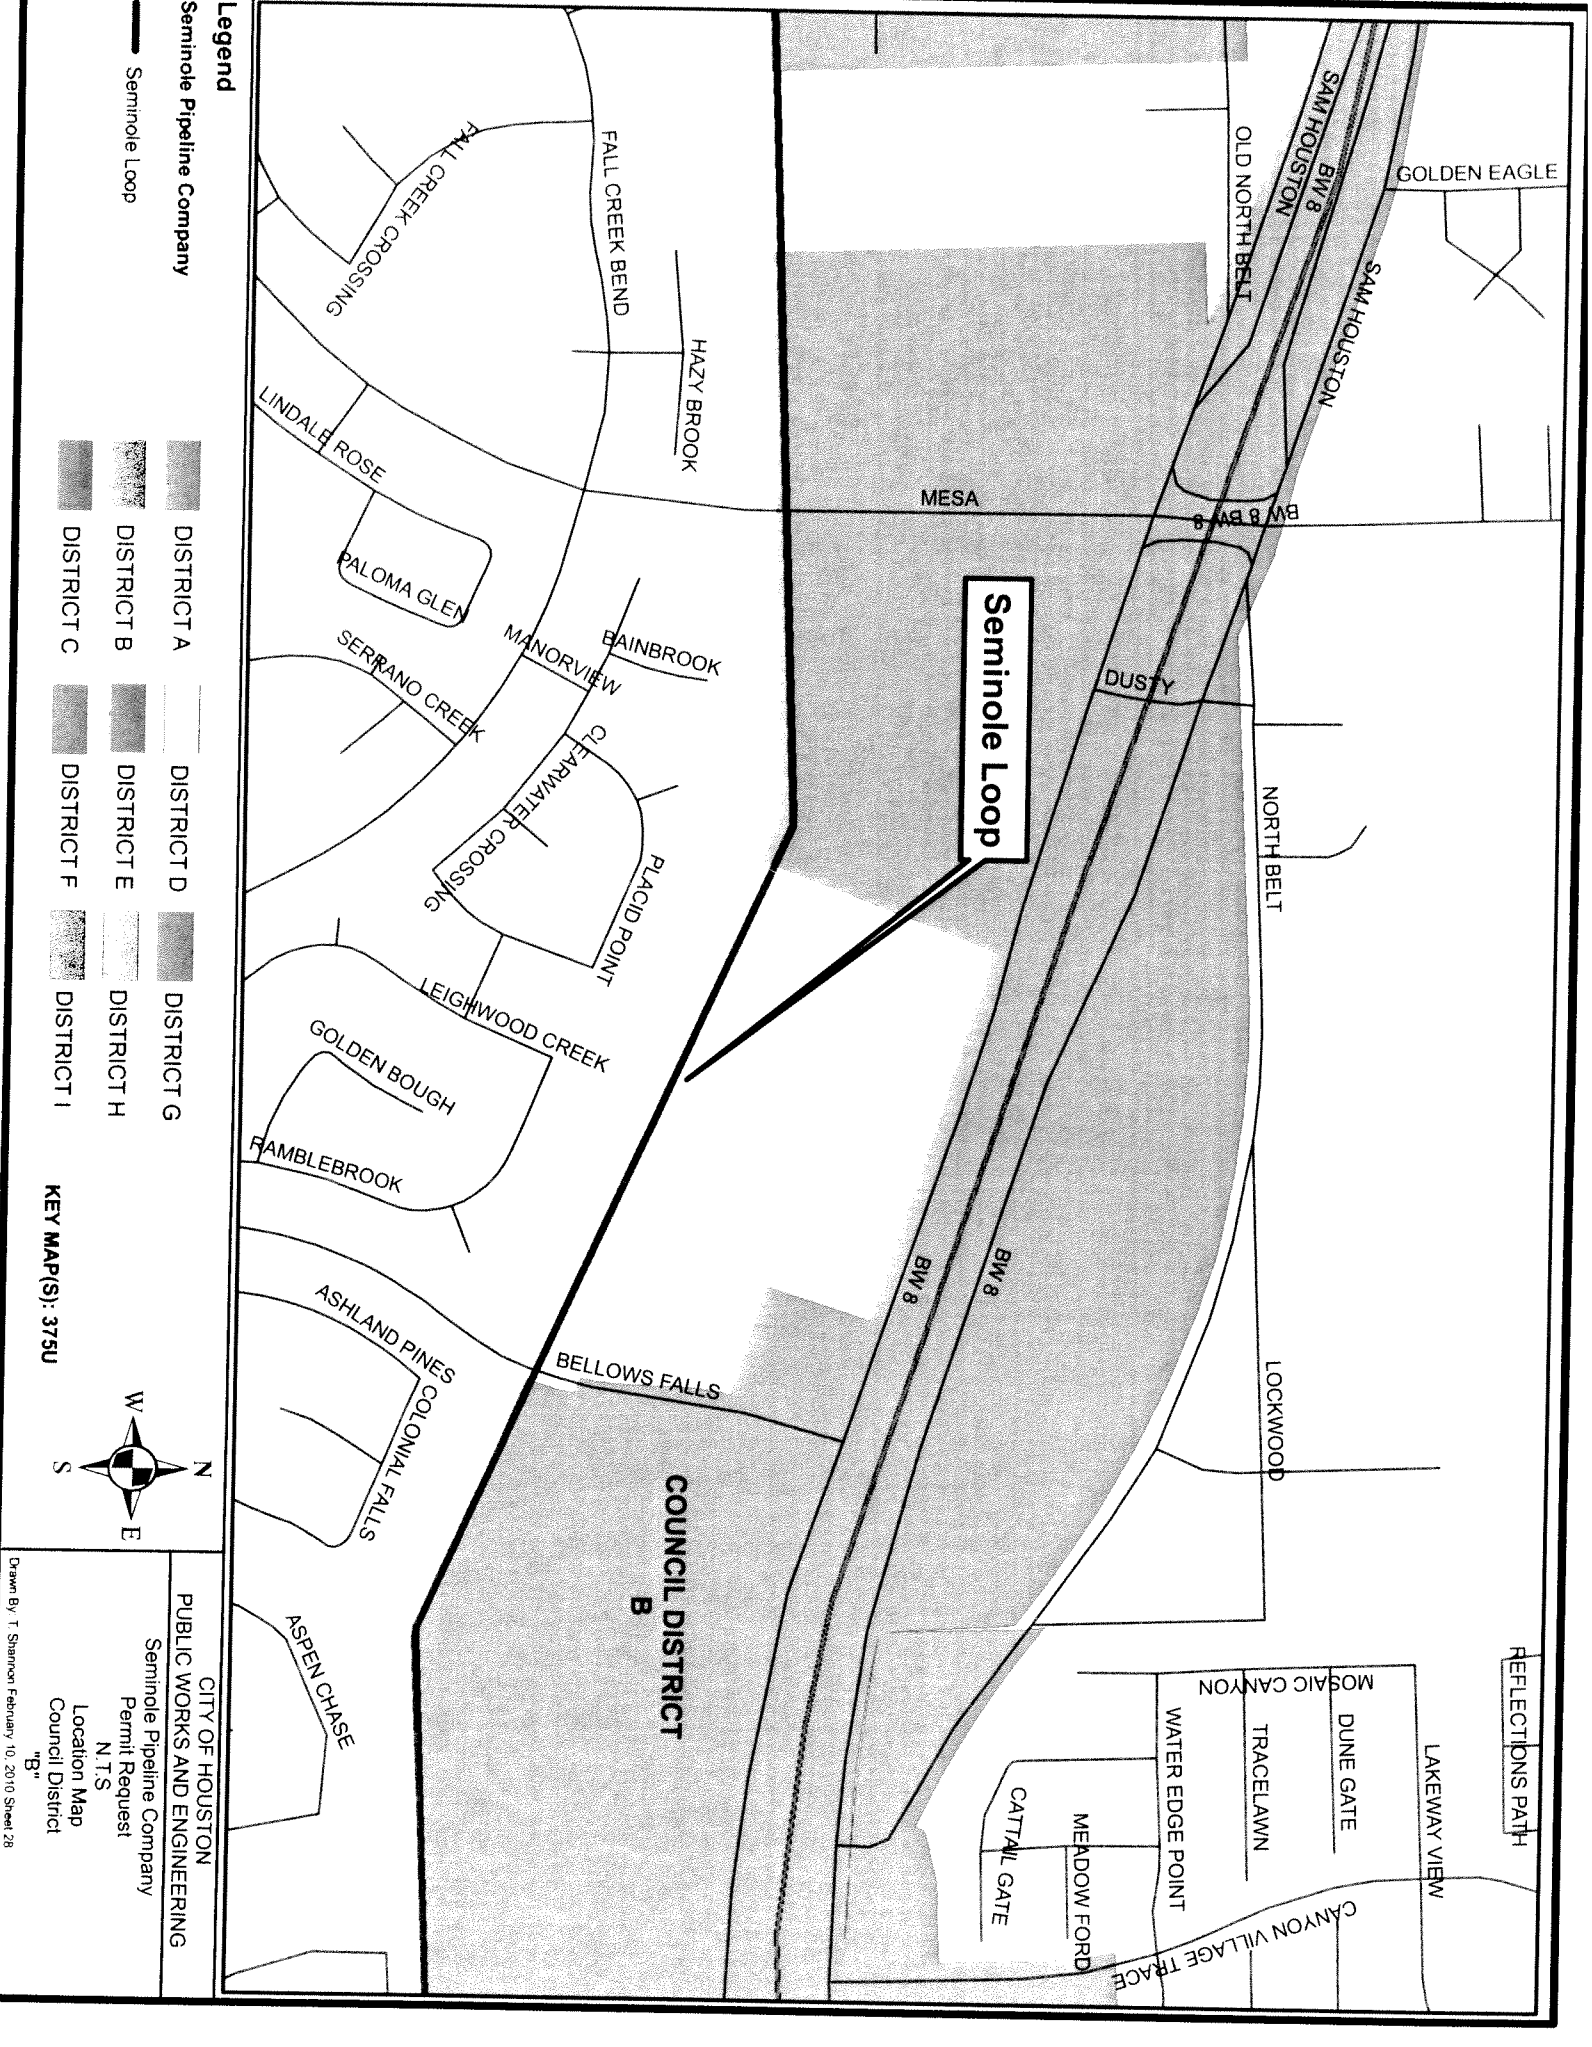 GOLDEN EAGLE
SAM HOUSTON
BW 8
SAM HOUSTON
OLD NORTH BELT
FALL CREEK BEND
FALL CREEK CROSSING
HAZY BROOK
LINDALE ROSE
MESA
BW 8 BW 8
BW 8
PALOMA GLEN
SERRANO CREEK
MANORVIEW
BAINBROOK
CLEARWATER CROSSING
PLACID POINT
DUSTY
NORTH BELT
Seminole Loop
LEIGHWOOD CREEK
GOLDEN BOUGH
RAMBLEBROOK
ASHLAND PINES
COLONIAL FALLS
BELLOWS FALLS
BW 8
BW 8
LOCKWOOD
COUNCIL DISTRICT
B
ASPEN CHASE
REFLECTIONS PATH
MOSAIC CANYON
LAKEWAY VIEW
DUNE GATE
TRACELAWN
WATER EDGE POINT
MEADOW FORD
CATTAIL GATE
CANYON VILLAGE TRACE
Legend
Seminole Pipeline Company
Seminole Loop
DISTRICT A
DISTRICT B
DISTRICT C
DISTRICT D
DISTRICT E
DISTRICT F
DISTRICT G
DISTRICT H
DISTRICT I
KEY MAP(S): 375U
N
W
E
S
CITY OF HOUSTON
PUBLIC WORKS AND ENGINEERING
Seminole Pipeline Company
Permit Request
N.T.S
Location Map
Council District
"B"
Drawn By T. Shannon February 10, 2010 Sheet 28